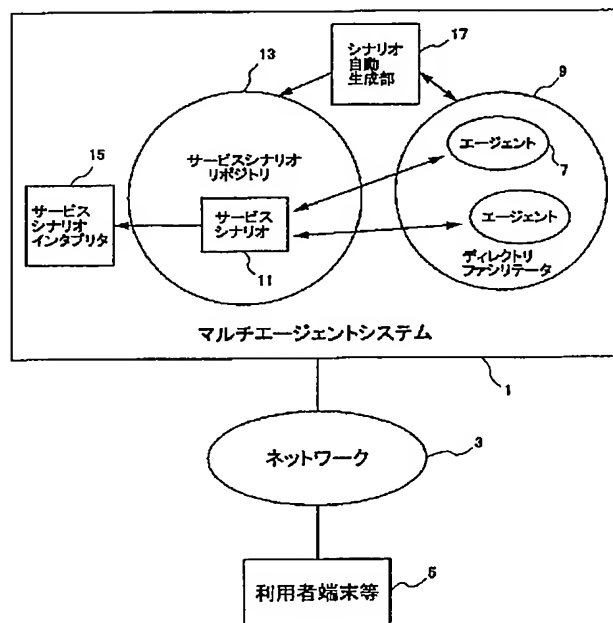 シナリオ
自動
生成部
17
13
9
エージェント
7
サービスシナリオ
リポジトリ
15
サービス
シナリオ
インタプリタ
サービス
シナリオ
11
エージェント
ディレクトリ
ファシリテータ
マルチエージェントシステム
1
ネットワーク
3
利用者端末等
5